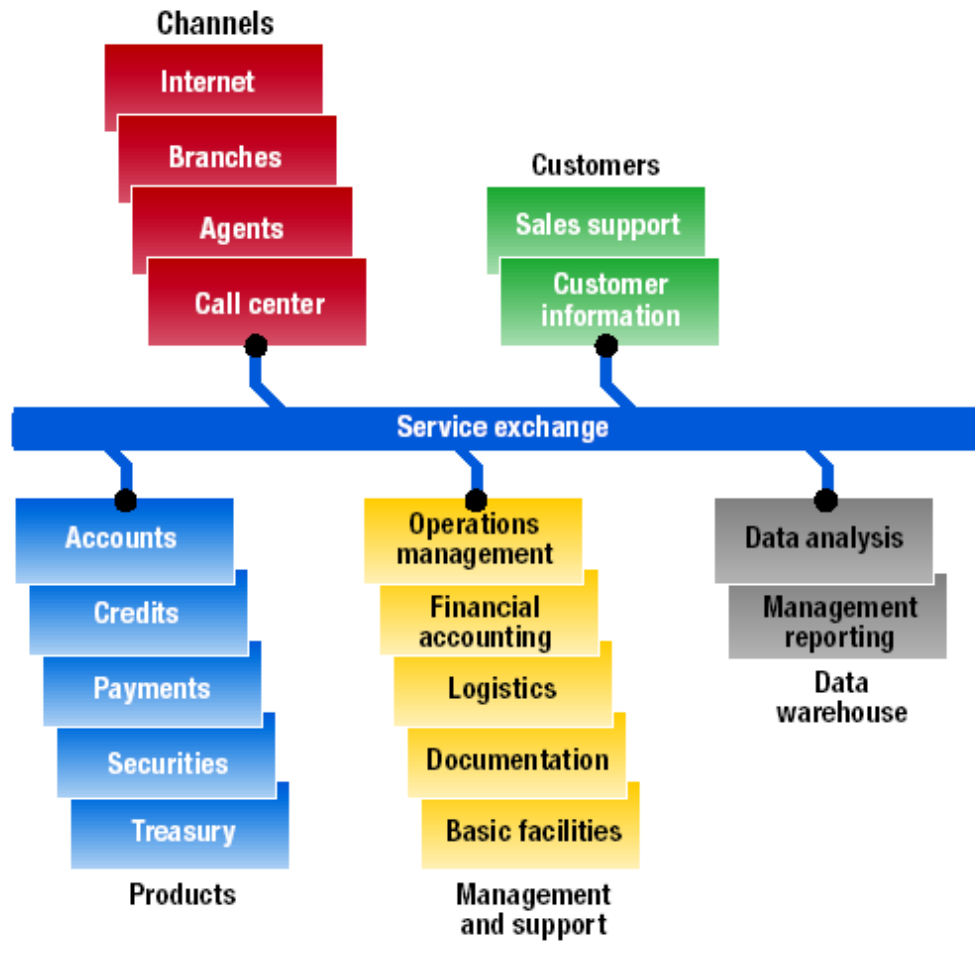 Channels
Internet
Branches
Agents
Call center
Customers
Sales support
Customer
information
Service exchange
Accounts
Credits
Payments
Securities
Treasury
Products
Operations
management
Financial
accounting
Logistics
Documentation
Basic facilities
Management
and support
Data analysis
Management
reporting
Data
warehouse